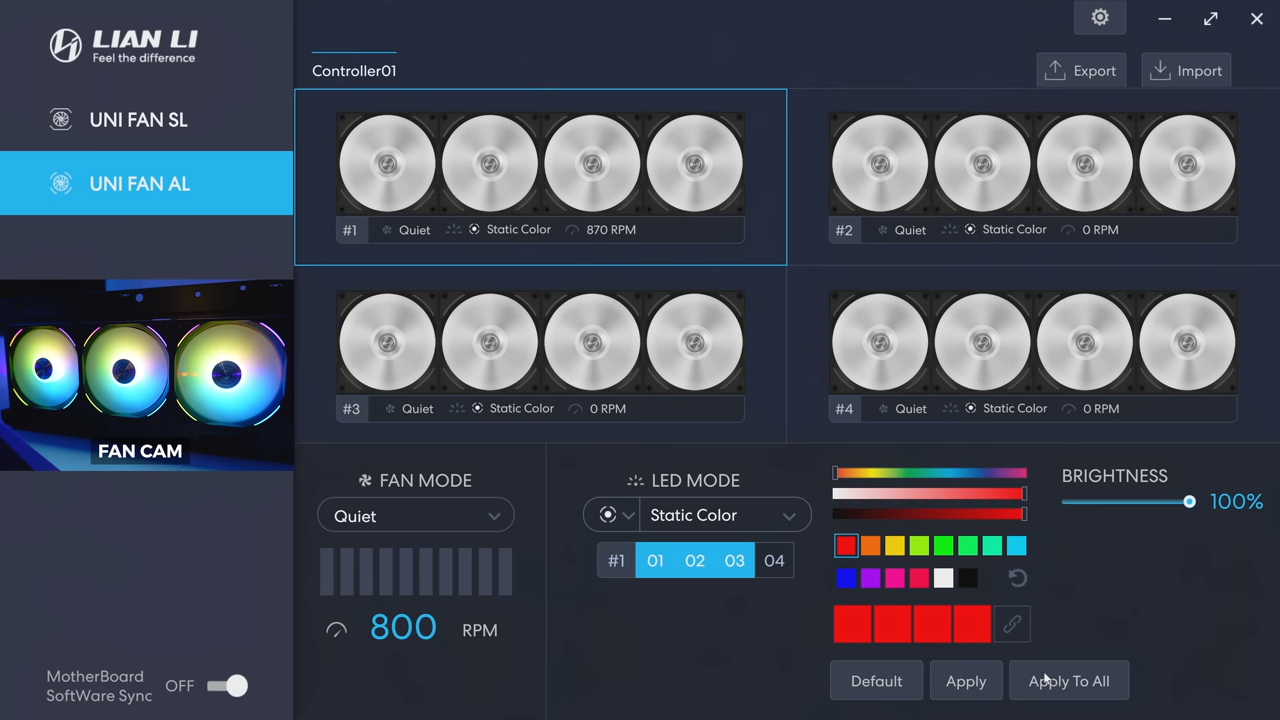 LIAN LI
Feel the difference
UNI FAN SL
UNI FAN AL
FAN CAM
MotherBoard
SoftWare Sync
OFF
Controller01
Export
Import
#1 Quiet Static Color 870 RPM
#2 Quiet Static Color 0 RPM
#3 Quiet Static Color 0 RPM
#4 Quiet Static Color 0 RPM
FAN MODE
Quiet
800 RPM
LED MODE
Static Color
#1 01 02 03 04
BRIGHTNESS
100%
Default
Apply
Apply To All